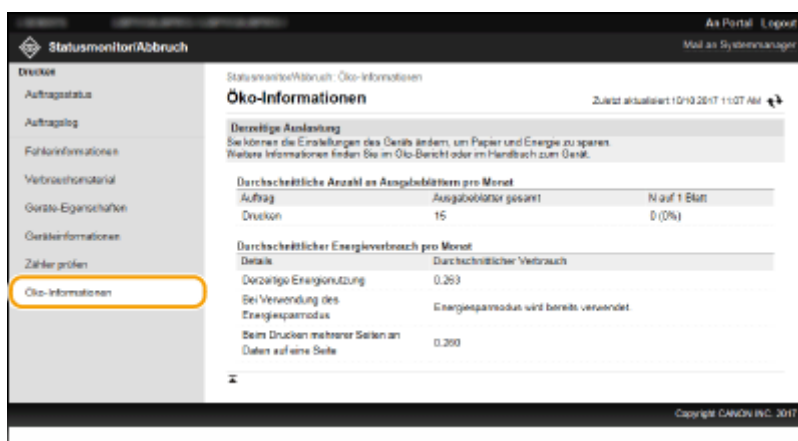 An Portal Logout
Statusmonitor/Abbruch
Mail an Systemmanager
Drucken
Auftragsstatus
Auftragslog
Fehlerinformationen
Verbrauchsmaterial
Geräte-Eigenschaften
Geräteinformationen
Zähler prüfen
Öko-Informationen
Statusmonitor/Abbruch: Öko-Informationen
Öko-Informationen
Zuletzt aktualisiert:10/10 2017 11:07 AM
Derzeitige Auslastung
Sie können die Einstellungen des Geräts ändern, um Papier und Energie zu sparen.
Weitere Informationen finden Sie im Öko-Bericht oder im Handbuch zum Gerät.
Durchschnittliche Anzahl an Ausgabeblättern pro Monat
Auftrag Ausgabeblätter gesamt N auf 1 Blatt
Drucken 15 0 (0%)
Durchschnittlicher Energieverbrauch pro Monat
Details Durchschnittlicher Verbrauch
Derzeitige Energienutzung 0.263
Bei Verwendung des
Energiesparmodus Energiesparmodus wird bereits verwendet.
Beim Drucken mehrerer Seiten an
Daten auf eine Seite 0.260
Copyright CANON INC. 2017